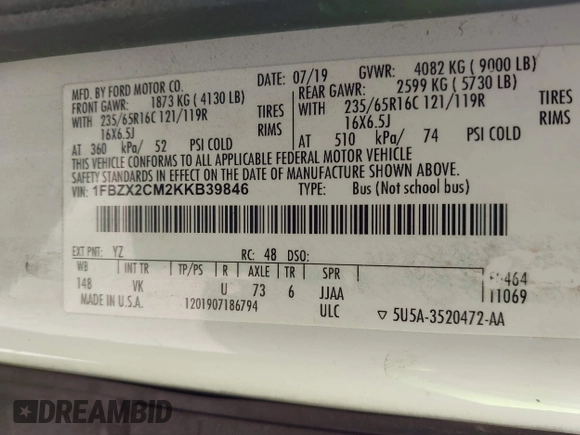 MFD. BY FORD MOTOR CO.
DATE: 07/19 GVWR: 4082 KG ( 9000 LB)
FRONT GAWR: 1873 KG ( 4130 LB) REAR GAWR: 2599 KG ( 5730 LB)
WITH 235/65R16C 121/119R TIRES WITH 235/65R16C 121/119R TIRES
16X6.5J RIMS 16X6.5J RIMS
AT 360 kPa/ 52 PSI COLD AT 510 kPa/ 74 PSI COLD
THIS VEHICLE CONFORMS TO ALL APPLICABLE FEDERAL MOTOR VEHICLE
SAFETY STANDARDS IN EFFECT ON THE DATE OF MANUFACTURE SHOWN ABOVE.
VIN: 1FBZX2CM2KKB39846 TYPE: Bus (Not school bus)
EXT PNT: YZ RC: 48 DSO:
WB INT TR TP/PS R AXLE TR SPR
148 VK U 73 6 JJAA
ULC
464
11069
MADE IN U.S.A. 1201907186794
▽ 5U5A-3520472-AA
DREAMBID